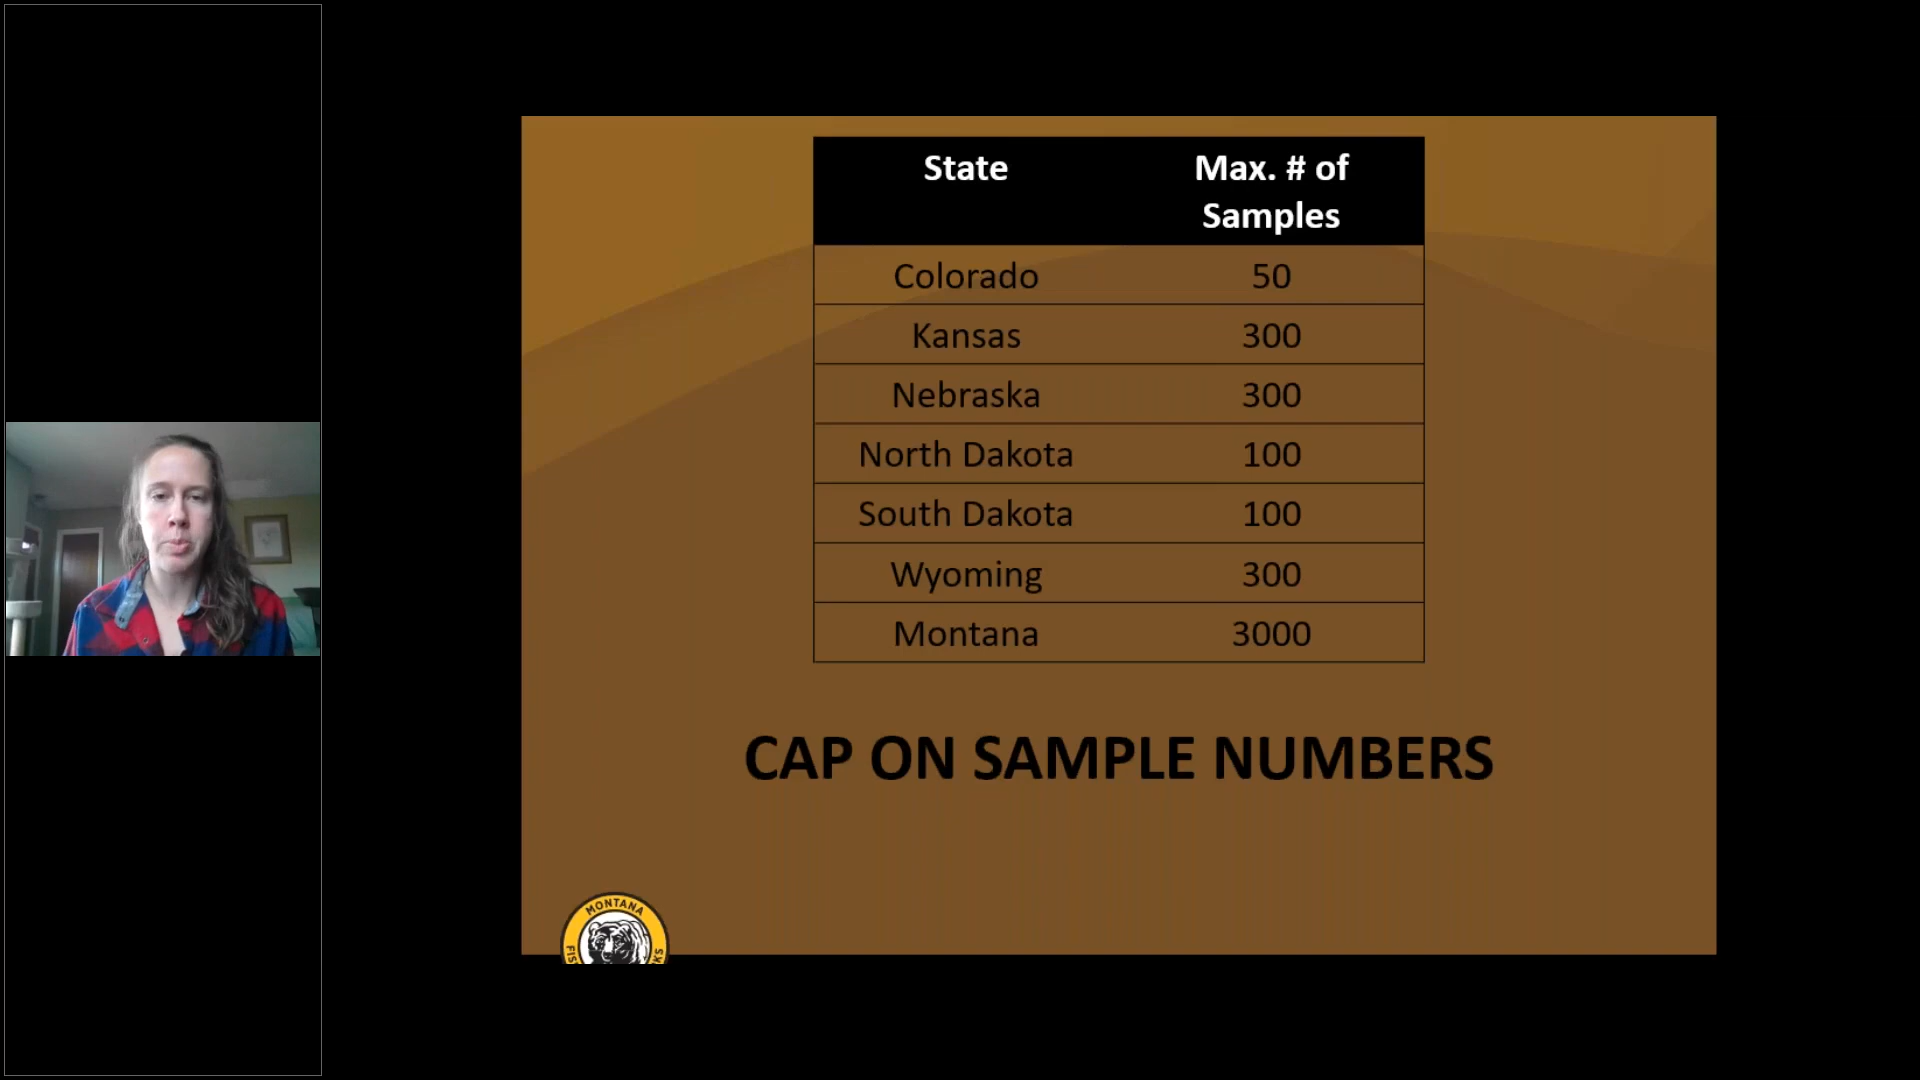 State Max. # of
Samples
Colorado 50
Kansas 300
Nebraska 300
North Dakota 100
South Dakota 100
Wyoming 300
Montana 3000
CAP ON SAMPLE NUMBERS
MONTANA